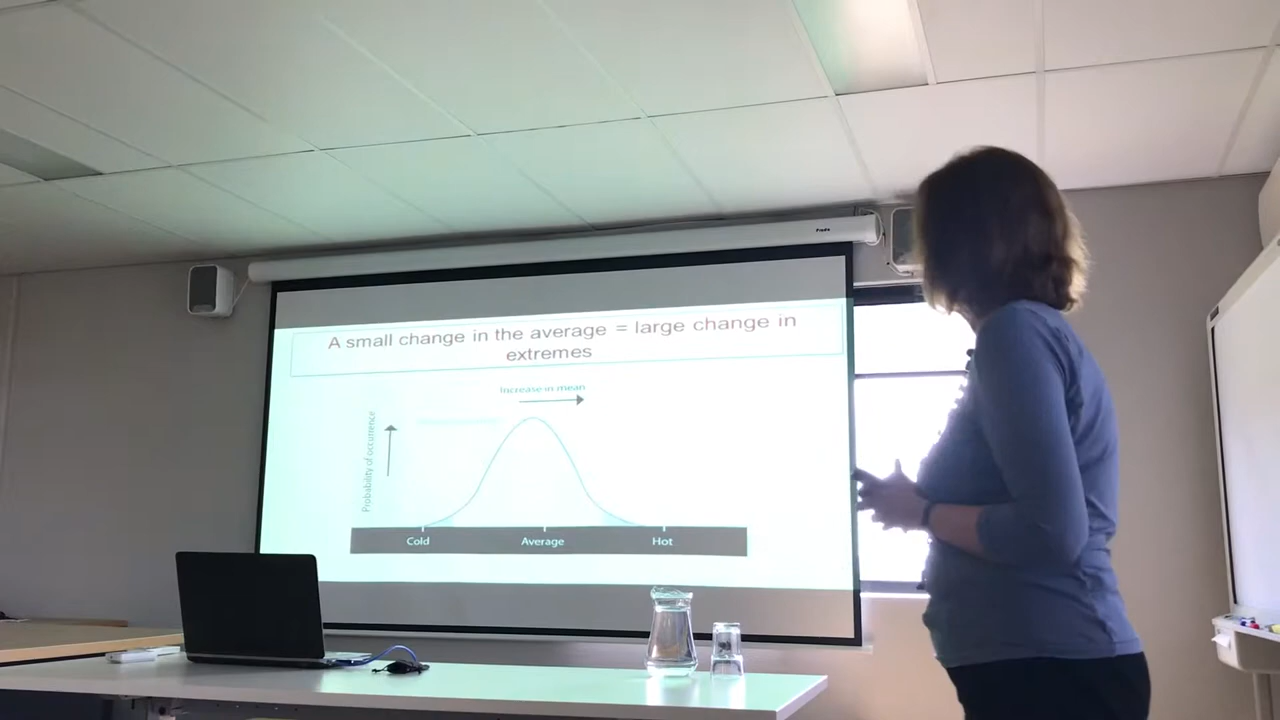 A small change in the average = large change in
extremes
Increase in mean
Probability of occurrence
Cold
Average
Hot